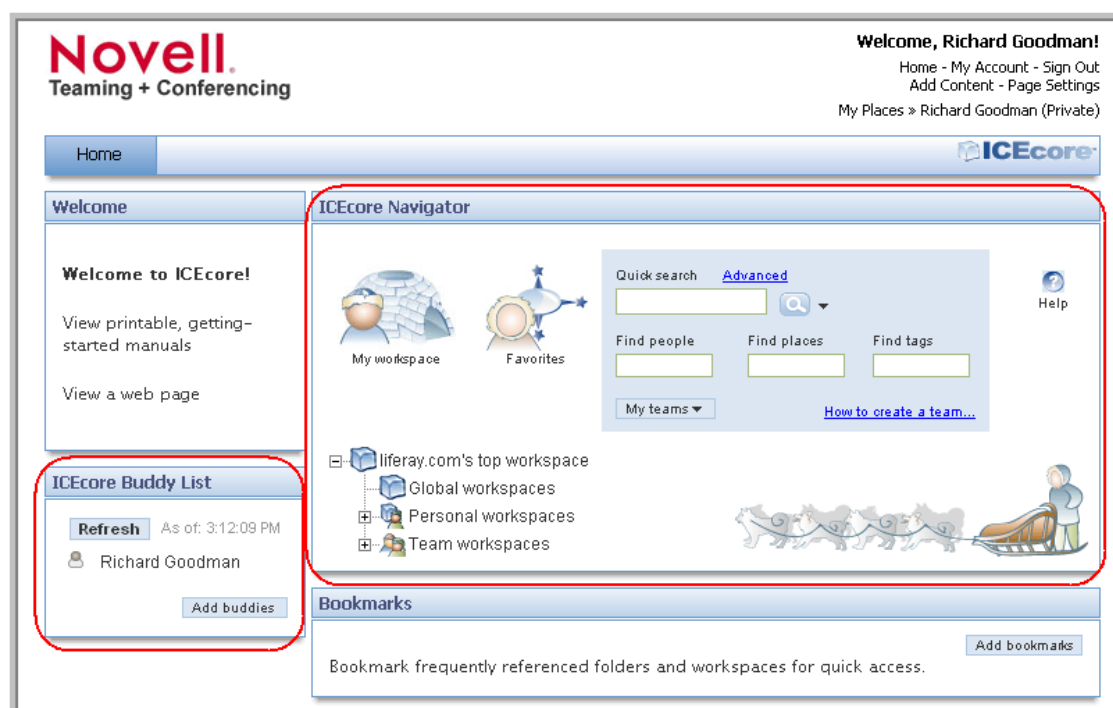 Novell.
Teaming + Conferencing
Welcome, Richard Goodman!
Home - My Account - Sign Out
Add Content - Page Settings
My Places » Richard Goodman (Private)
Home
ICEcore
Welcome
Welcome to ICEcore!
View printable, getting-
started manuals
View a web page
ICEcore Buddy List
Refresh As of: 3:12:09 PM
Richard Goodman
Add buddies
ICEcore Navigator
My workspace
Favorites
Quick search Advanced
Find people Find places Find tags
My teams
How to create a team...
Help
liferay.com's top workspace
Global workspaces
Personal workspaces
Team workspaces
Bookmarks
Add bookmarks
Bookmark frequently referenced folders and workspaces for quick access.